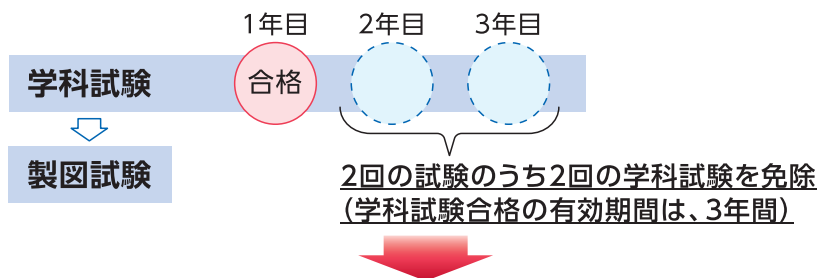 1年目 2年目 3年目
学科試験 合格
製図試験
2回の試験のうち2回の学科試験を免除
（学科試験合格の有効期間は、3年間）